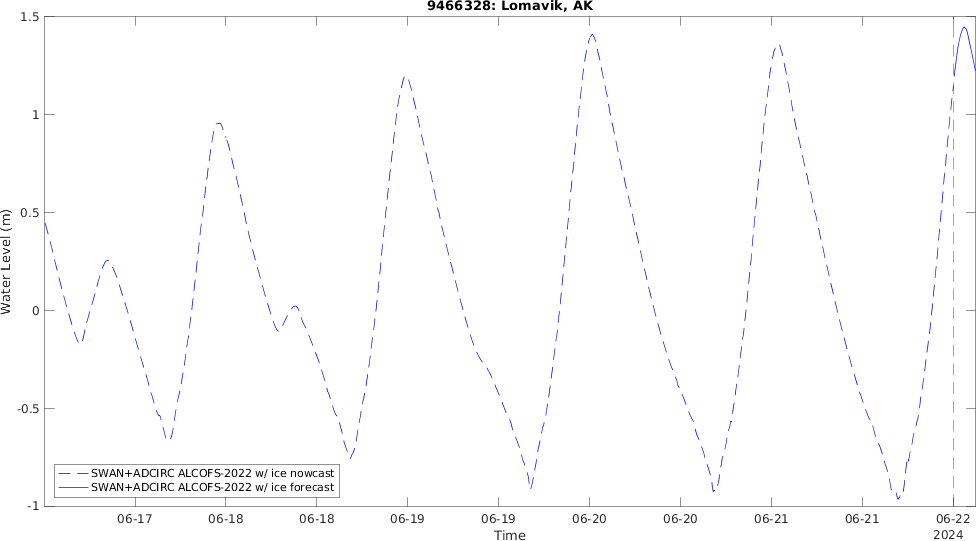 9466328: Lomavik, AK
1.5
1
0.5
0
-0.5
-1
Water Level (m)
SWAN+ADCIRC ALCOFS-2022 w/ ice nowcast
SWAN+ADCIRC ALCOFS-2022 w/ ice forecast
06-17 06-18 06-18 06-19 06-19 06-20 06-20 06-21 06-21 06-22
2024
Time